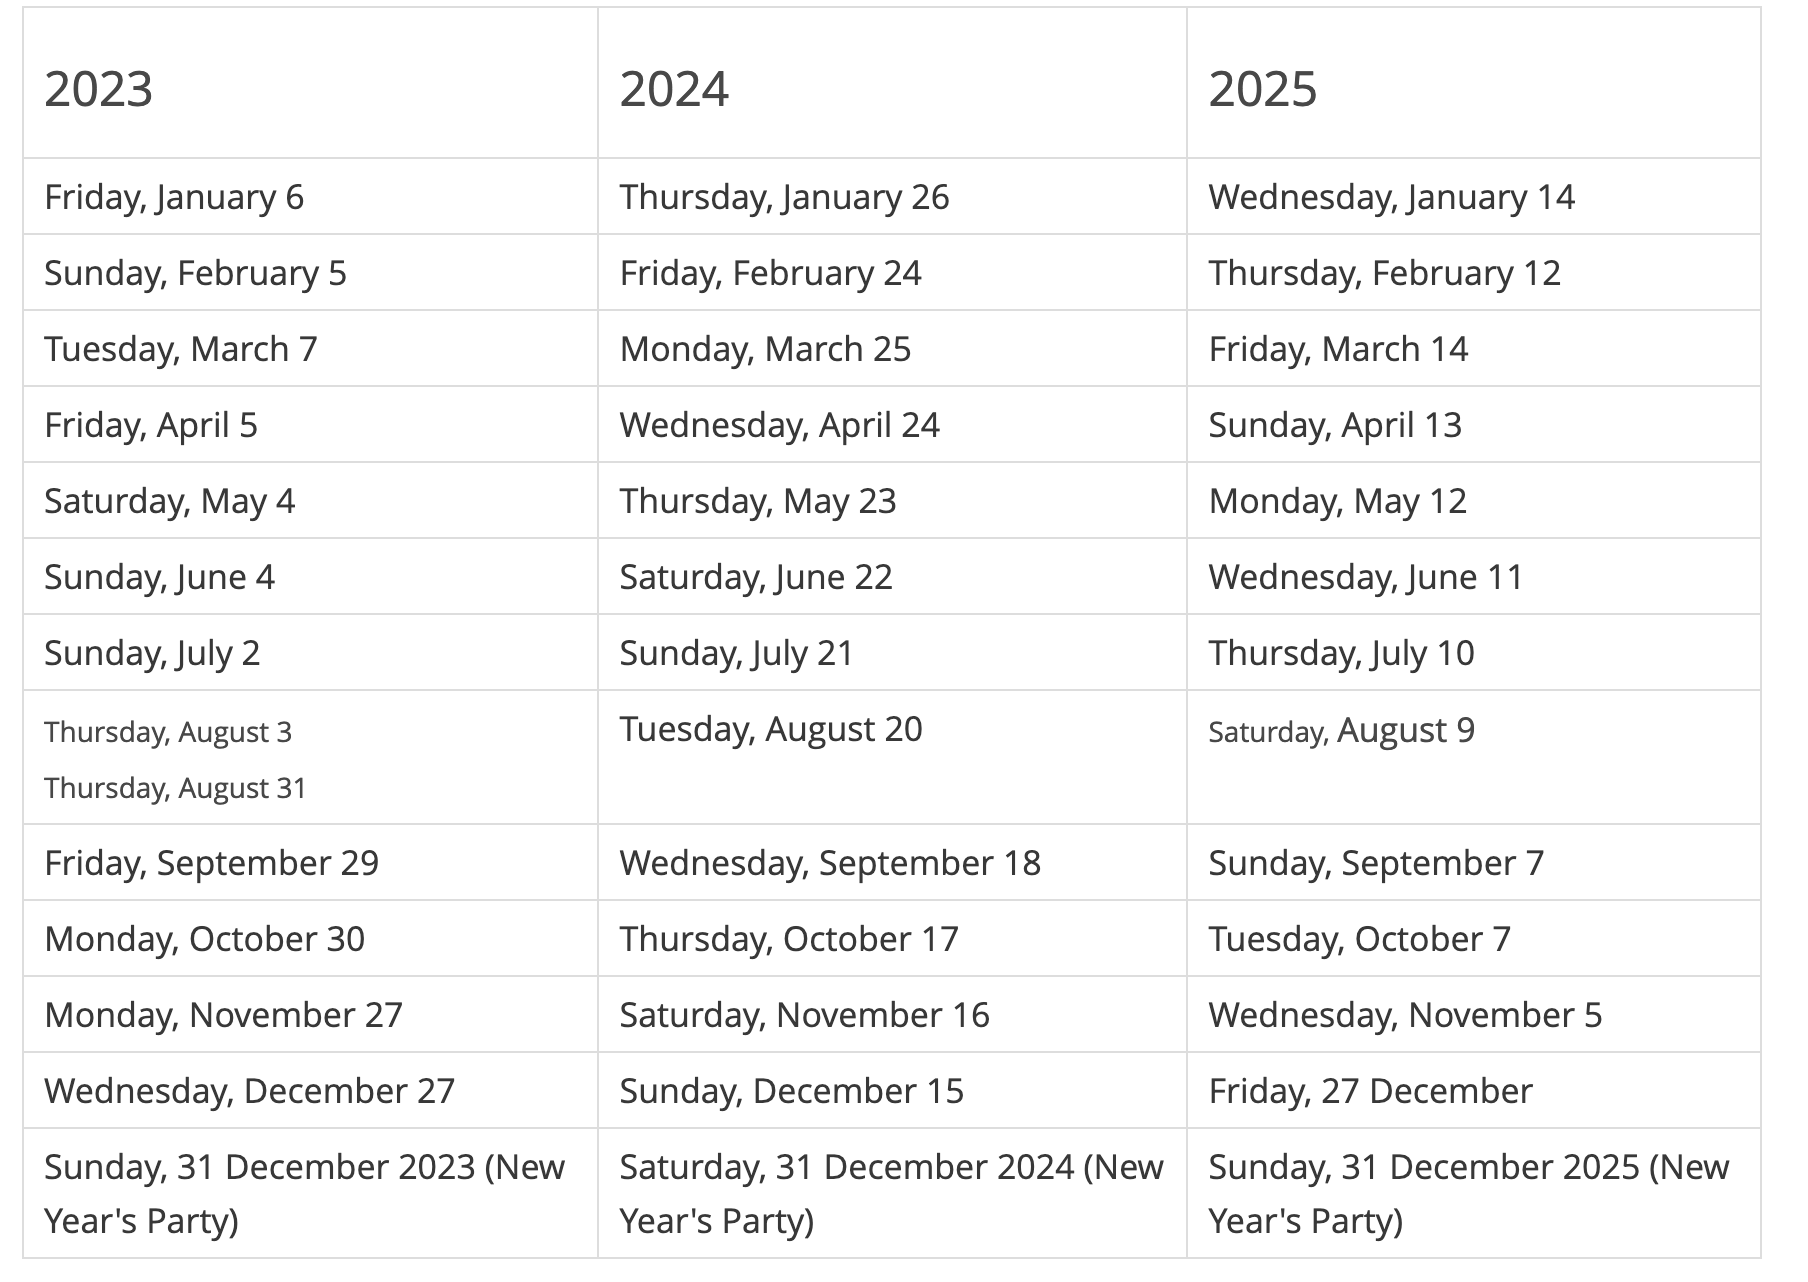 2023 2024 2025
Friday, January 6 Thursday, January 26 Wednesday, January 14
Sunday, February 5 Friday, February 24 Thursday, February 12
Tuesday, March 7 Monday, March 25 Friday, March 14
Friday, April 5 Wednesday, April 24 Sunday, April 13
Saturday, May 4 Thursday, May 23 Monday, May 12
Sunday, June 4 Saturday, June 22 Wednesday, June 11
Sunday, July 2 Sunday, July 21 Thursday, July 10
Thursday, August 3 Tuesday, August 20 Saturday, August 9
Thursday, August 31
Friday, September 29 Wednesday, September 18 Sunday, September 7
Monday, October 30 Thursday, October 17 Tuesday, October 7
Monday, November 27 Saturday, November 16 Wednesday, November 5
Wednesday, December 27 Sunday, December 15 Friday, 27 December
Sunday, 31 December 2023 (New Saturday, 31 December 2024 (New Sunday, 31 December 2025 (New
Year's Party) Year's Party) Year's Party)